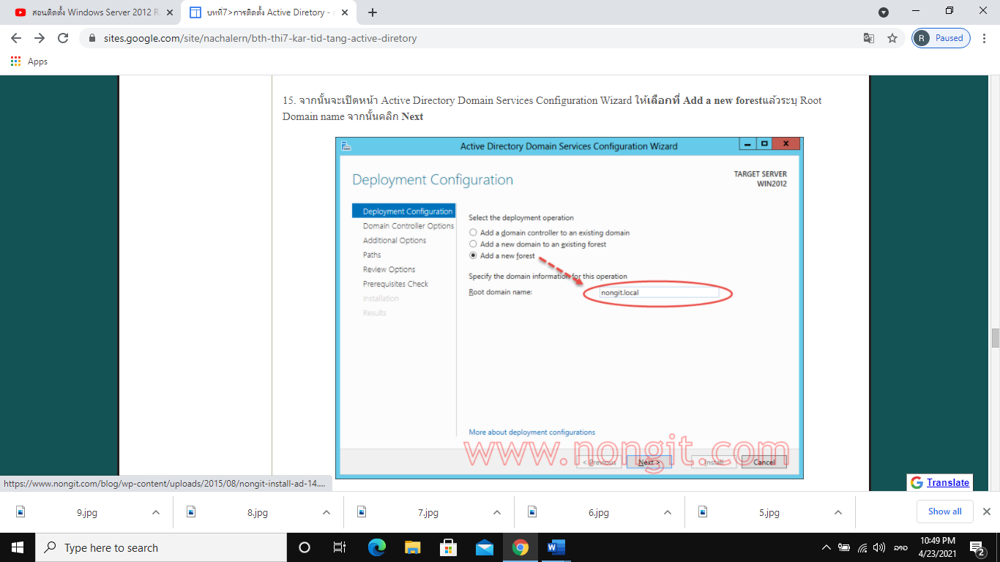 สอนติดตั้ง Windows Server 2012 R
บทที่7>การติดตั้ง Active Diretory -
sites.google.com/site/nachalern/bth-thi7-kar-tid-tang-active-diretory
R Paused
Apps
15. จากนั้นจะเปิดหน้า Active Directory Domain Services Configuration Wizard ให้เลือกที่ Add a new forestแล้วระบุ Root
Domain name จากนั้นคลิก Next
Active Directory Domain Services Configuration Wizard
Deployment Configuration
TARGET SERVER
WIN2012
Deployment Configuration
Domain Controller Options
Additional Options
Paths
Review Options
Prerequisites Check
Installation
Results
Select the deployment operation
Add a domain controller to an existing domain
Add a new domain to an existing forest
Add a new forest
Specify the domain information for this operation
Root domain name: nongit.local
More about deployment configurations
www.nongit.com
< Previous Next > Install Cancel
https://www.nongit.com/blog/wp-content/uploads/2015/08/nongit-install-ad-14....
G Translate
9.jpg 8.jpg 7.jpg 6.jpg 5.jpg Show all
Type here to search
W
ລາວ
10:49 PM
4/23/2021
2